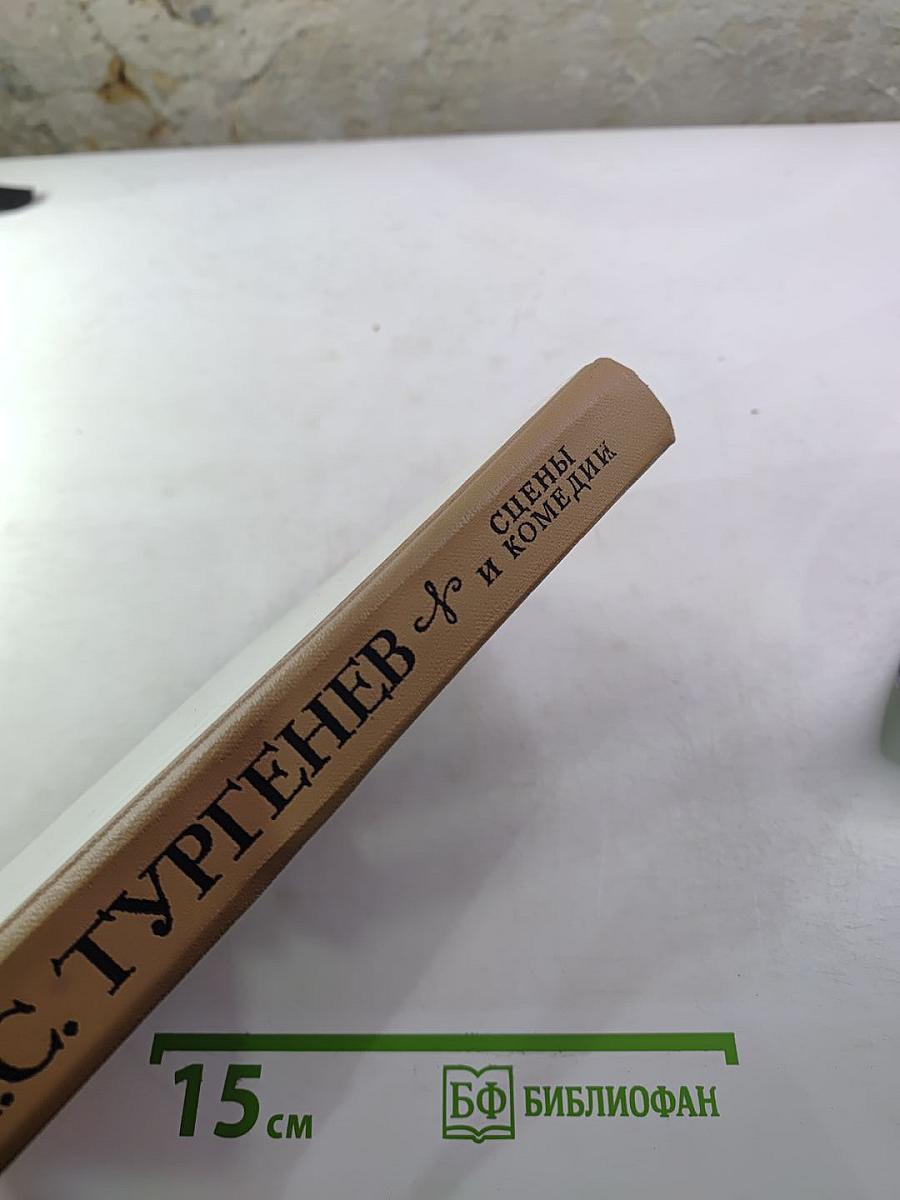 .С. ТУРГЕНЕВ
СЦЕНЫ
И КОМЕДИИ
15 см
БФ БИБЛИОФАН